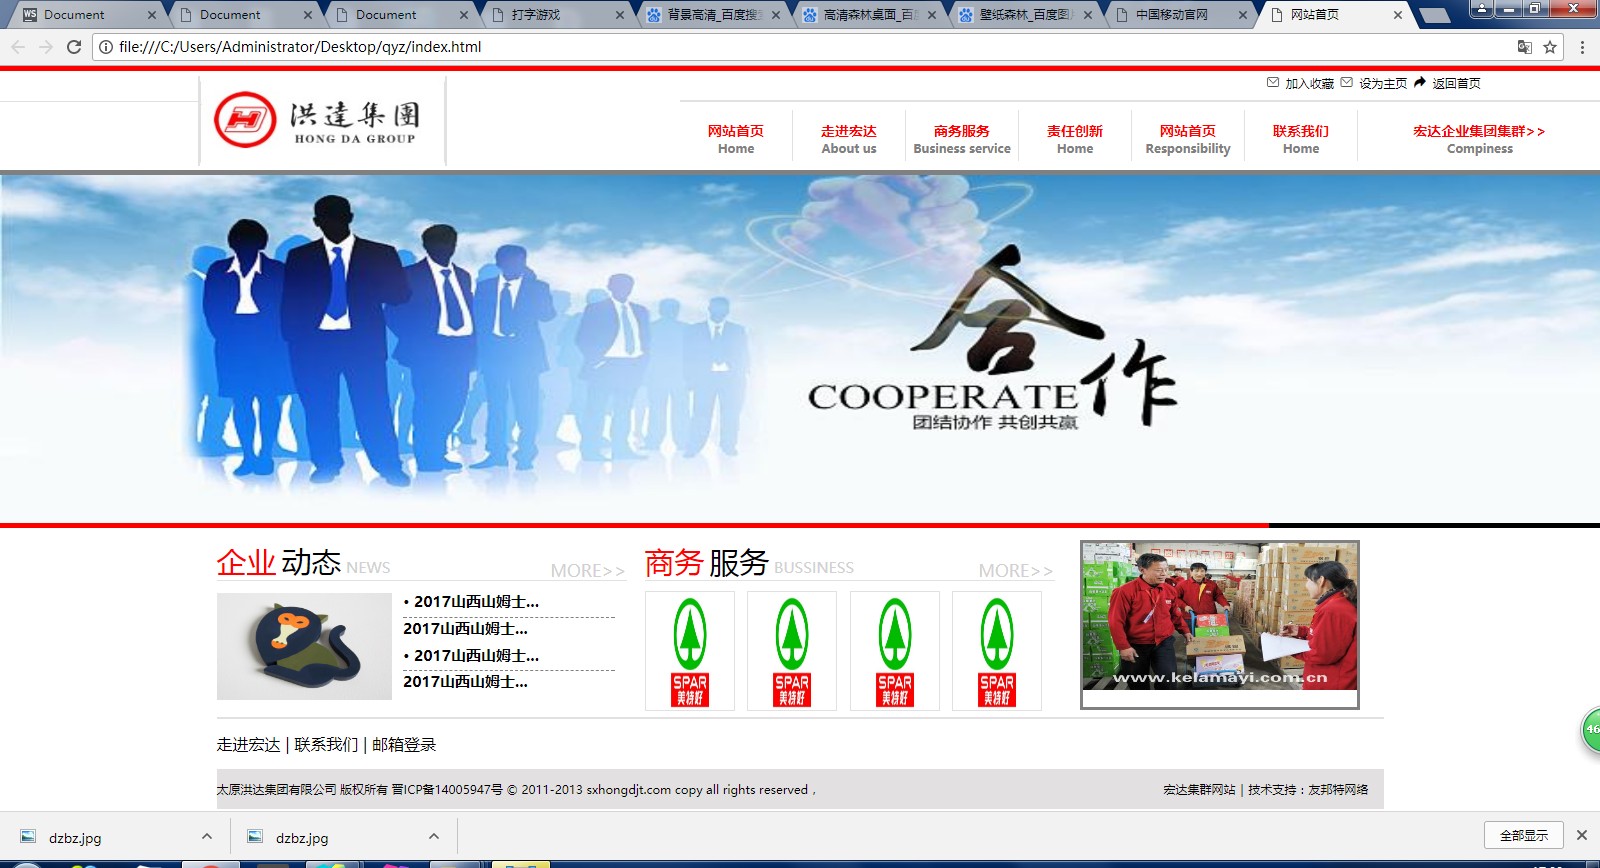 Document
Document
Document
打字游戏
背景高清_百度搜
高清森林桌面_百
壁纸森林_百度图
中国移动官网
网站首页
file:///C:/Users/Administrator/Desktop/qyz/index.html
加入收藏 设为主页 返回首页
洪達集團
HONG DA GROUP
网站首页 走进宏达 商务服务 责任创新 网站首页 联系我们 宏达企业集团集群>>
Home About us Business service Home Responsibility Home Compiness
合作
COOPERATE
团结协作 共创共赢
企业 动态 NEWS MORE>>
商务 服务 BUSSINESS MORE>>
• 2017山西山姆士...
2017山西山姆士...
• 2017山西山姆士...
2017山西山姆士...
SPAR 美特好
SPAR 美特好
SPAR 美特好
SPAR 美特好
www.kelamayi.com.cn
走进宏达 | 联系我们 | 邮箱登录
太原洪达集团有限公司 版权所有 晋ICP备14005947号 © 2011-2013 sxhongdjt.com copy all rights reserved ,
宏达集群网站 | 技术支持：友邦特网络
46
dzbz.jpg
dzbz.jpg
全部显示